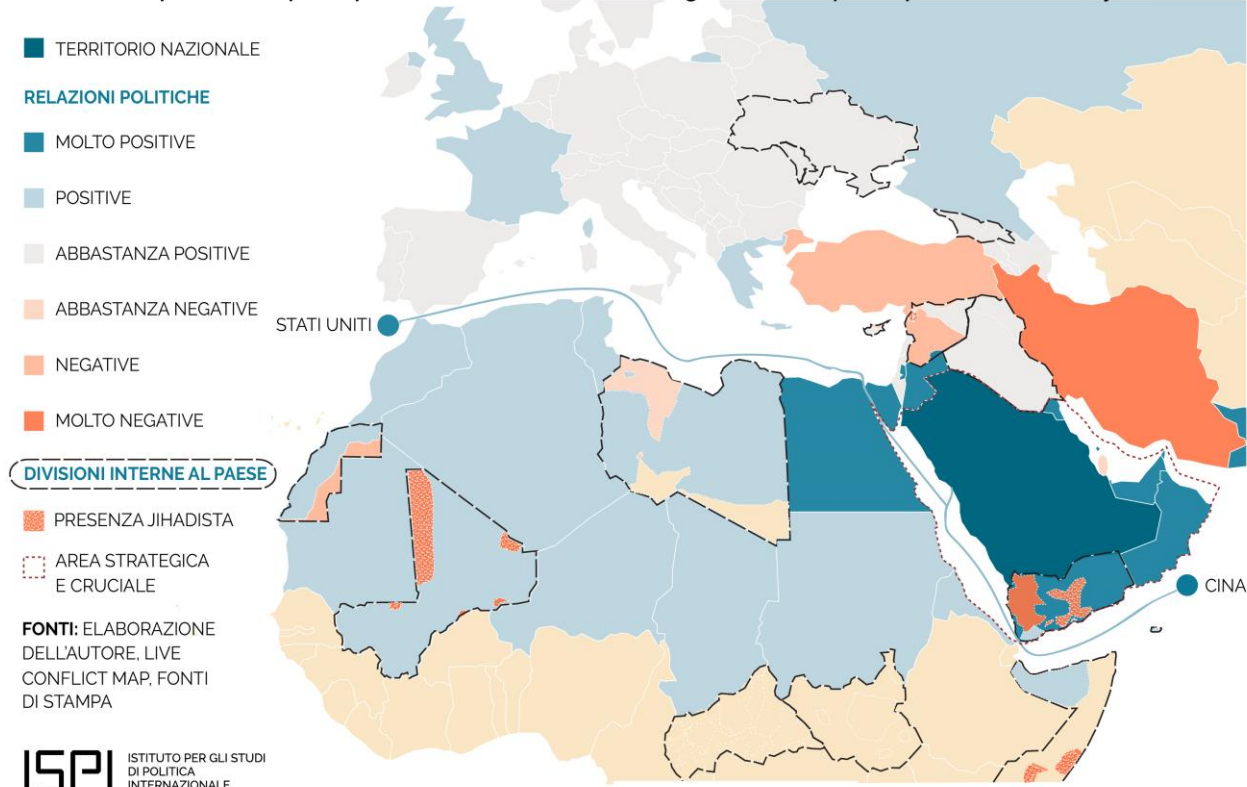 TERRITORIO NAZIONALE
RELAZIONI POLITICHE
MOLTO POSITIVE
POSITIVE
ABBASTANZA POSITIVE
ABBASTANZA NEGATIVE
NEGATIVE
MOLTO NEGATIVE
DIVISIONI INTERNE AL PAESE
PRESENZA JIHADISTA
AREA STRATEGICA
E CRUCIALE
FONTI: ELABORAZIONE
DELL'AUTORE, LIVE
CONFLICT MAP, FONTI
DI STAMPA
ISPI
ISTITUTO PER GLI STUDI
DI POLITICA
INTERNAZIONALE
STATI UNITI
CINA